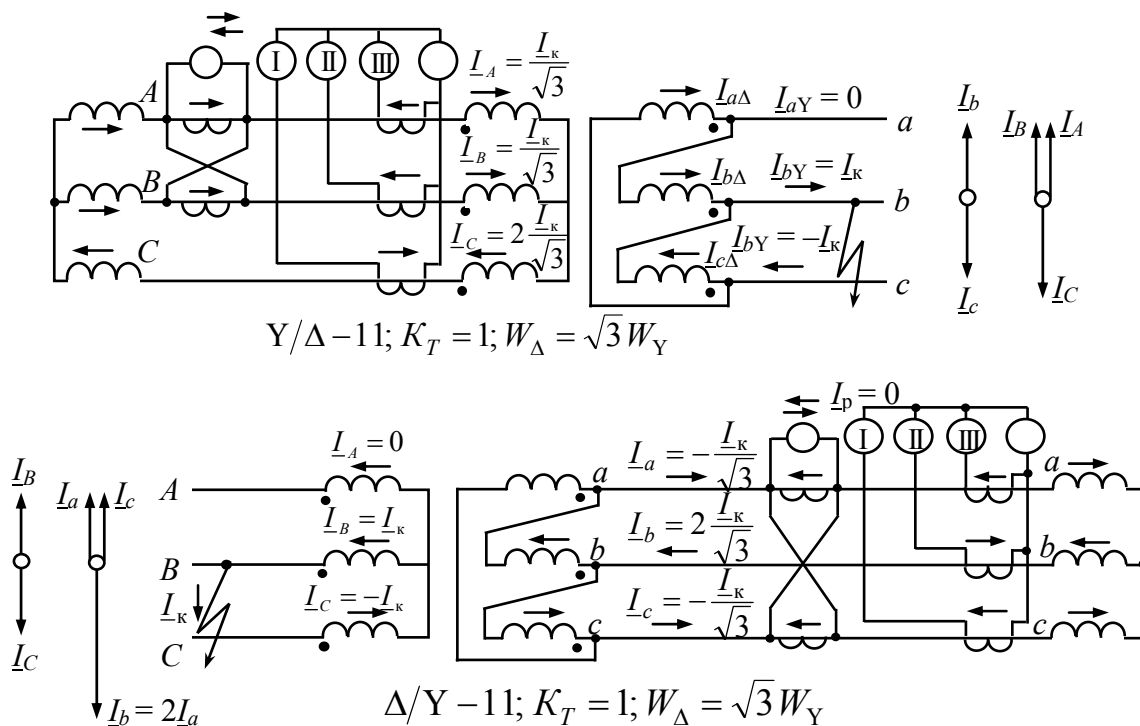 I II III
I_A = I_к/√3
A
I_B = I_к/√3
B
I_C = 2 I_к/√3
C
I_aΔ I_aY = 0 a
I_bΔ I_bY = I_к b
I_cΔ I_bY = −I_к c
I_b
I_c
I_B I_A
I_C
Y/Δ −11; K_T = 1; W_Δ = √3 W_Y
I_B
I_C
I_a I_c
I_b = 2I_a
A
I_A = 0
B
I_B = I_к
I_к
C
I_C = −I_к
a
b
c
I_a = − I_к/√3
I_b = 2 I_к/√3
I_c = − I_к/√3
I_р = 0
I II III
a
b
c
Δ/Y −11; K_T = 1; W_Δ = √3 W_Y